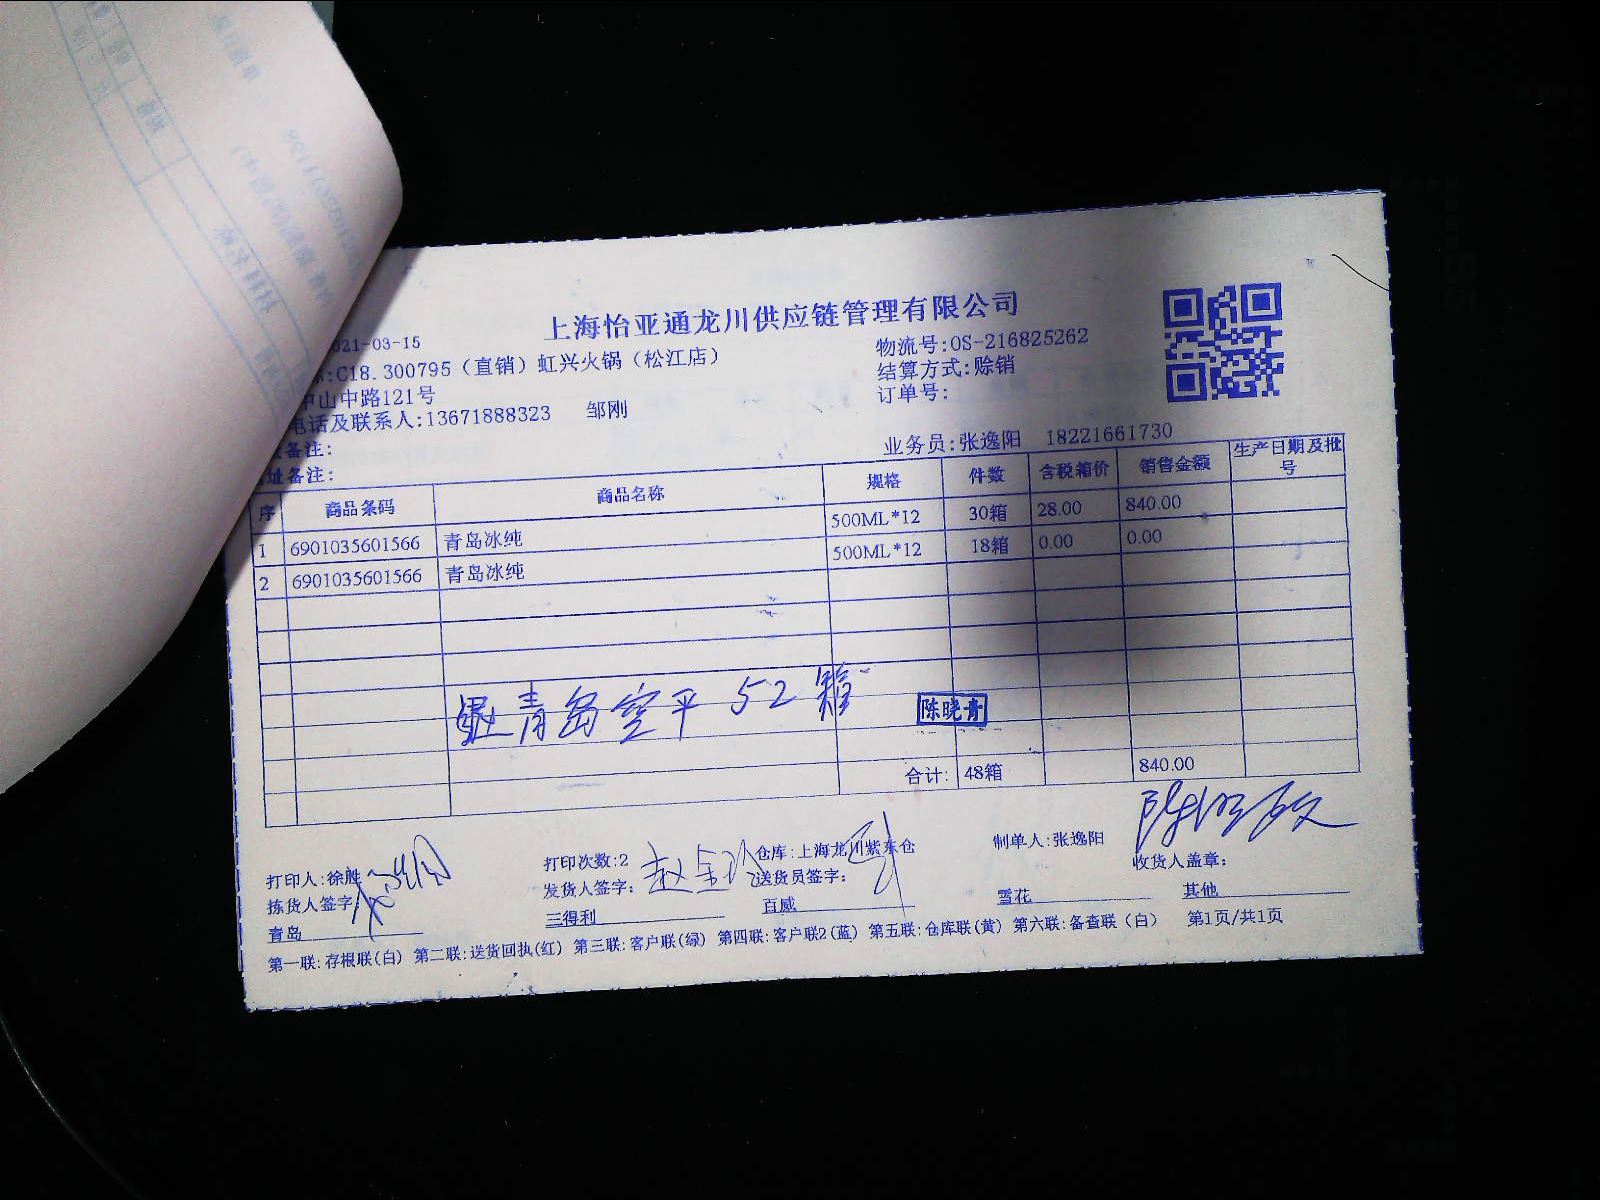 上海怡亚通龙川供应链管理有限公司
021-03-15
物流号:OS-216825262
:C18.300795（直销）虹兴火锅（松江店）
结算方式:赊销
中山中路121号
订单号:
电话及联系人:13671888323 邹刚
备注:
业务员:张逸阳 18221661730
址备注:
序 商品条码 商品名称 规格 件数 含税箱价 销售金额 生产日期及批号
1 6901035601566 青岛冰纯 500ML*12 30箱 28.00 840.00
2 6901035601566 青岛冰纯 500ML*12 18箱 0.00 0.00
退青岛空平52箱
陈晓青
合计: 48箱 840.00
打印人:徐胜 打印次数:2 仓库:上海龙川紫东仓 制单人:张逸阳
拣货人签字 发货人签字: 送货员签字: 收货人盖章:
青岛 三得利 百威 雪花 其他
第一联:存根联(白) 第二联:送货回执(红) 第三联:客户联(绿) 第四联:客户联2(蓝) 第五联:仓库联(黄) 第六联:备查联(白) 第1页/共1页